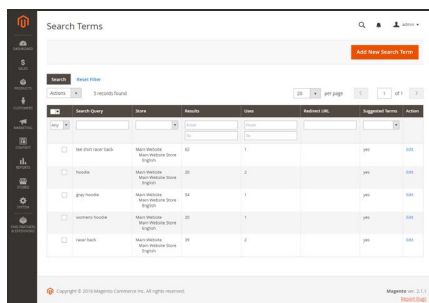 Search Terms
admin
Add New Search Term
DASHBOARD
SALES
PRODUCTS
CUSTOMERS
MARKETING
CONTENT
REPORTS
STORES
SYSTEM
FIND PARTNERS
& EXTENSIONS
Search Reset Filter
Actions 5 records found 20 per page 1 of 1
Search Query Store Results Uses Redirect URL Suggested Terms Action
Any From From
To To
tee shirt racer back Main Website 62 1 yes Edit
Main Website Store
English
hoodie Main Website 20 2 yes Edit
Main Website Store
English
gray hoodie Main Website 54 1 yes Edit
Main Website Store
English
womens hoodie Main Website 20 1 yes Edit
Main Website Store
English
racer back Main Website 39 2 yes Edit
Main Website Store
English
Copyright © 2016 Magento Commerce Inc. All rights reserved. Magento ver. 2.1.1
Report Bugs